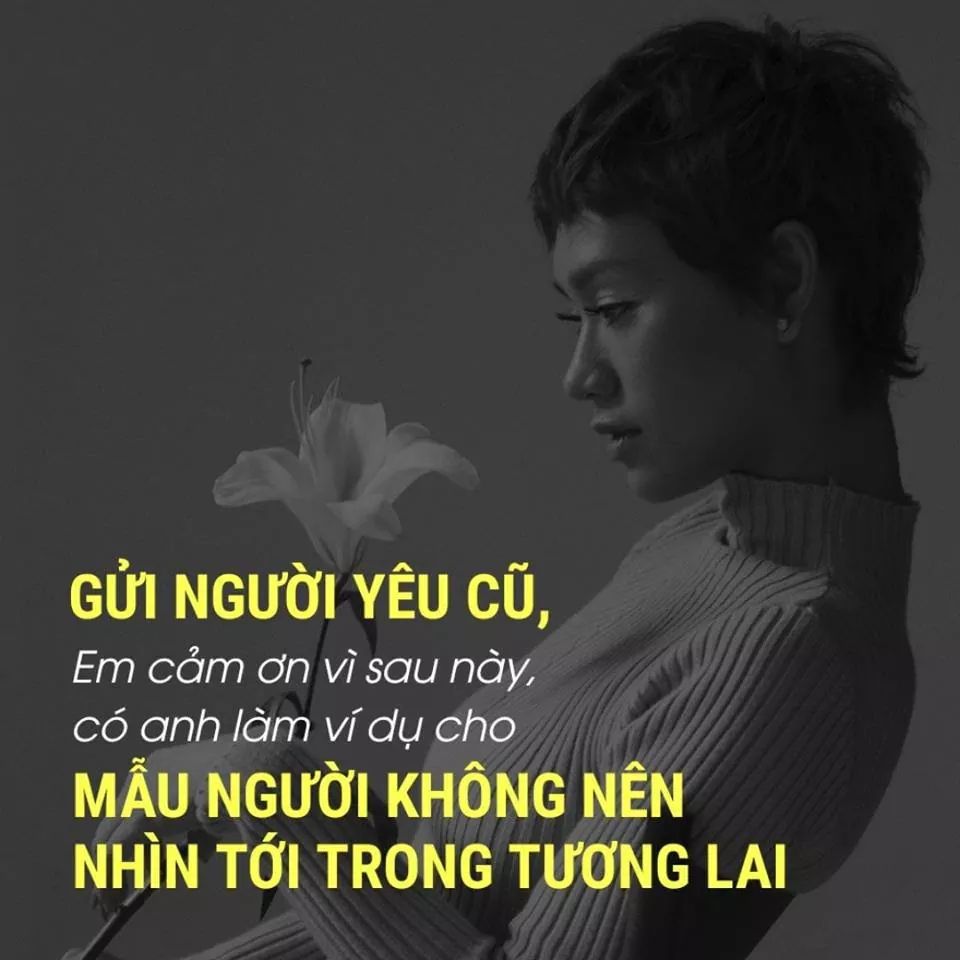 GỬI NGƯỜI YÊU CŨ,
Em cảm ơn vì sau này,
có anh làm ví dụ cho
MẪU NGƯỜI KHÔNG NÊN
NHÌN TỚI TRONG TƯƠNG LAI